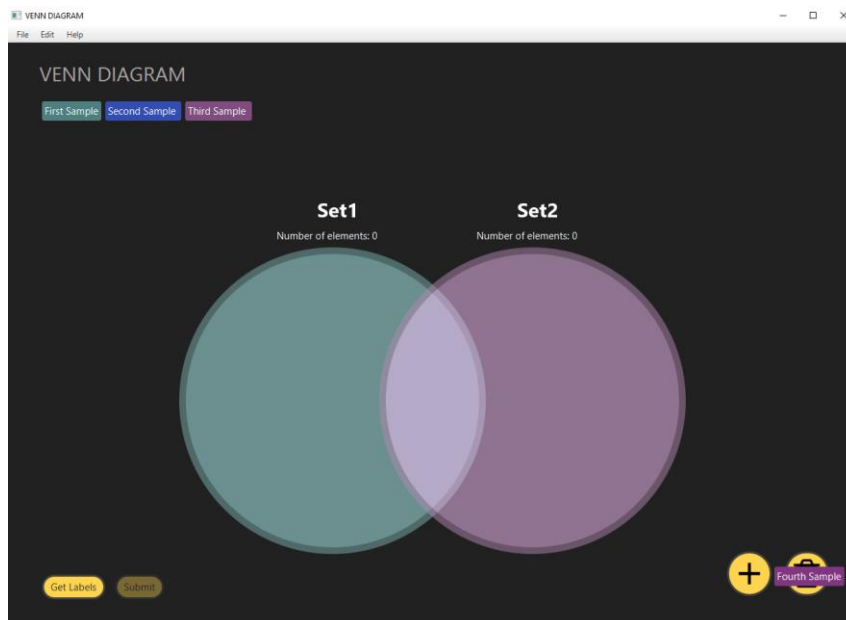 VENN DIAGRAM
File Edit Help
VENN DIAGRAM
First Sample Second Sample Third Sample
Set1 Set2
Number of elements: 0 Number of elements: 0
Get Labels Submit
Fourth Sample